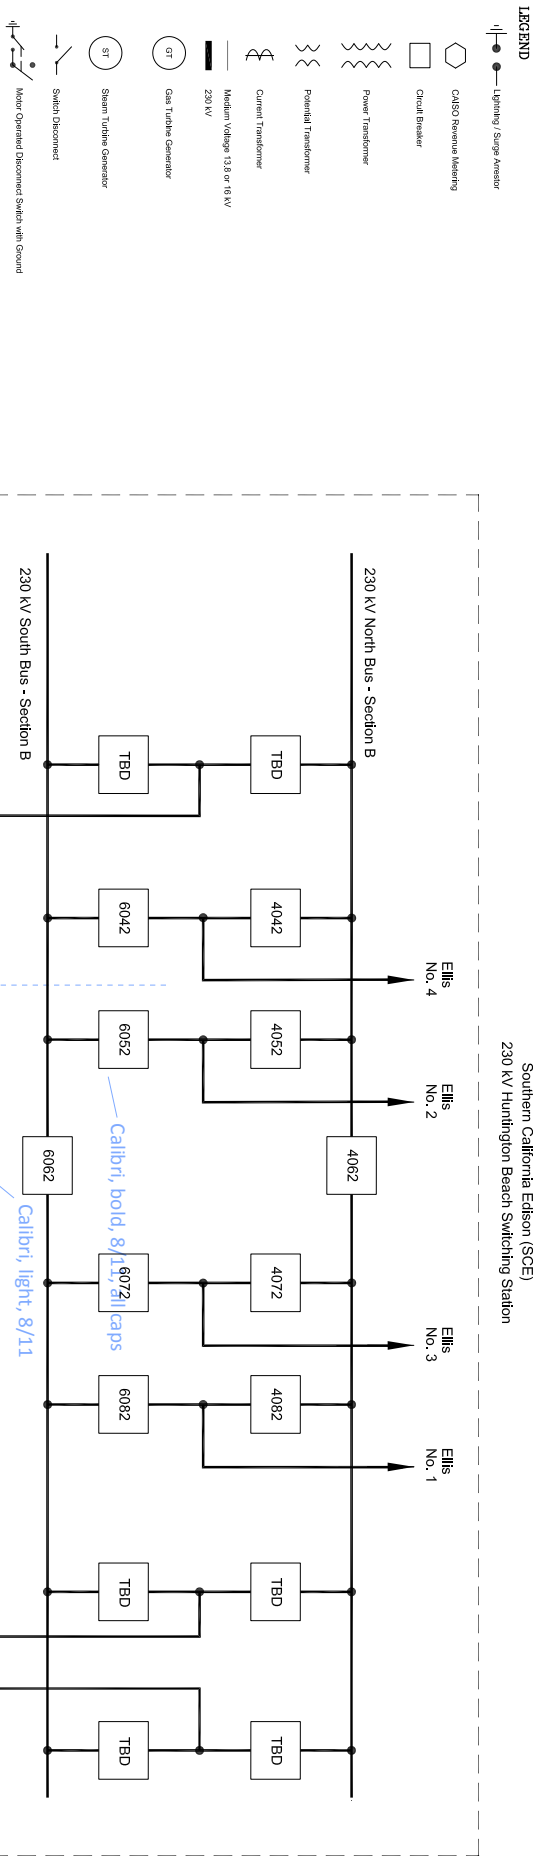 LEGEND
Lightning / Surge Arrestor
CAISO Revenue Metering
Circuit Breaker
Power Transformer
Potential Transformer
Current Transformer
Medium Voltage 13.8 or 16 kV
230 kV
GT
Gas Turbine Generator
ST
Steam Turbine Generator
Switch Disconnect
Motor Operated Disconnect Switch with Ground
Southern California Edison (SCE)
230 kV Huntington Beach Switching Station
Ellis
No. 4
Ellis
No. 2
Ellis
No. 3
Ellis
No. 1
230 kV North Bus - Section B
4062
TBD
4042
4052
4072
4082
TBD
TBD
TBD
6042
6052
6072
6082
TBD
TBD
Calibri, bold, 8/11, all caps
6062
230 kV South Bus - Section B
Calibri, light, 8/11